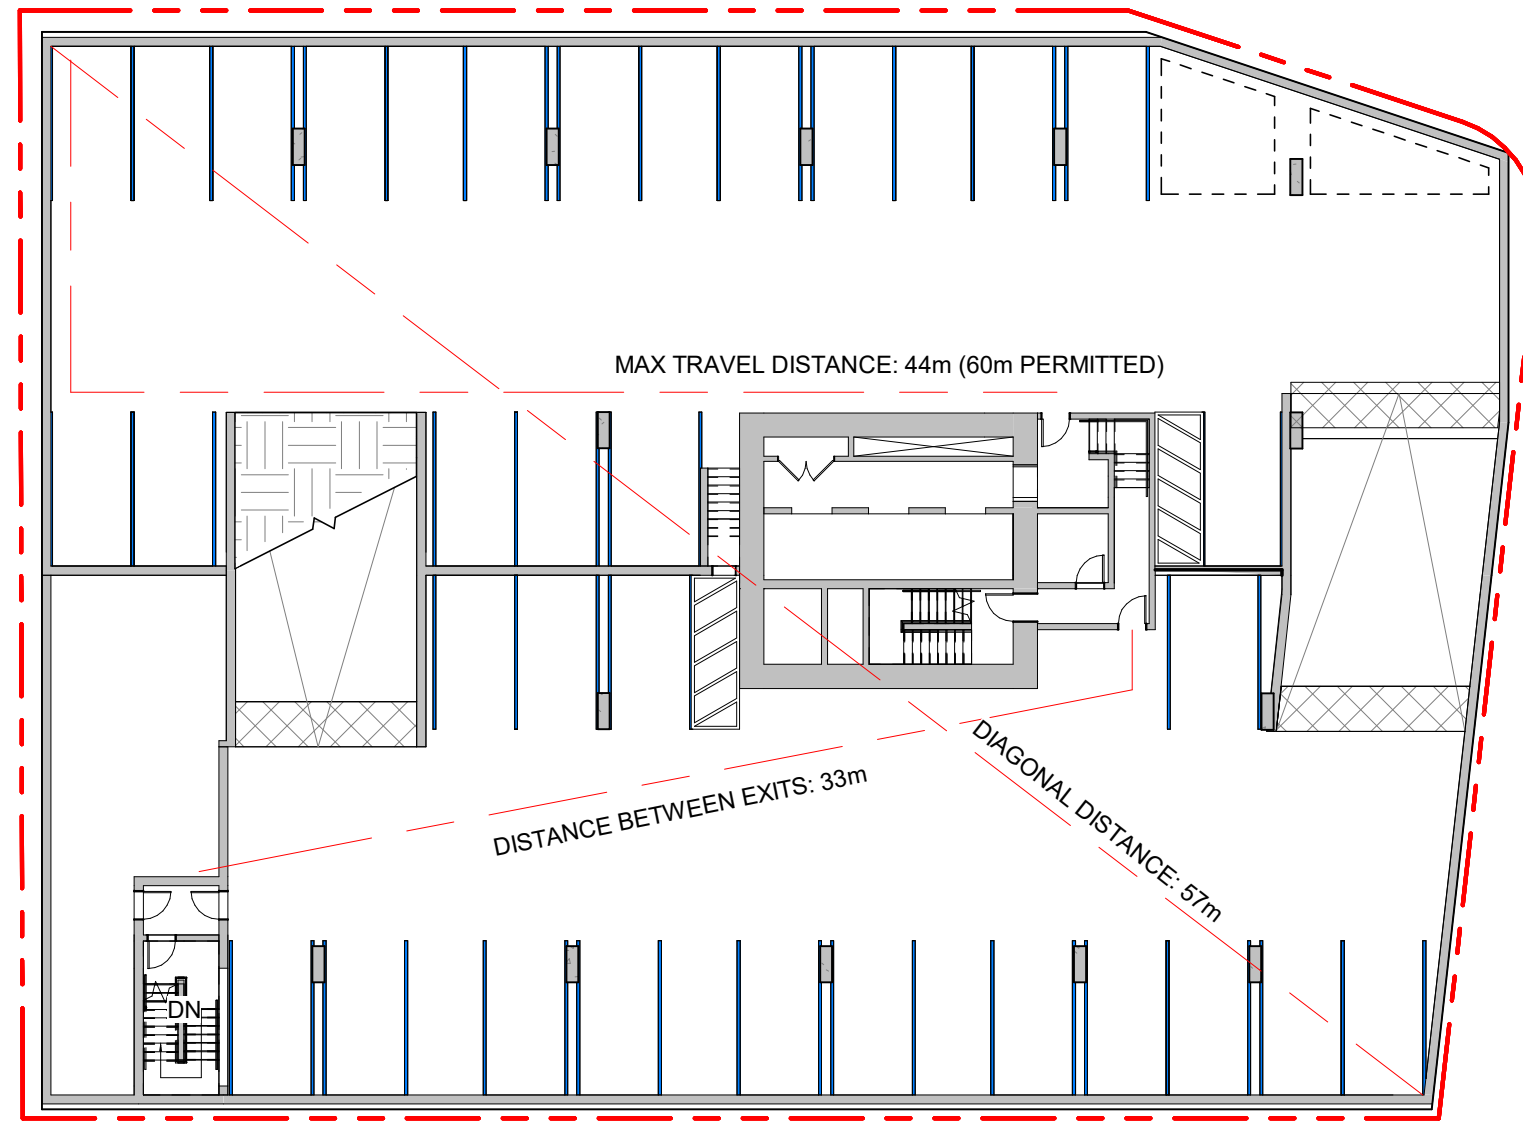 MAX TRAVEL DISTANCE: 44m (60m PERMITTED)
DIAGONAL DISTANCE: 57m
DISTANCE BETWEEN EXITS: 33m
DN